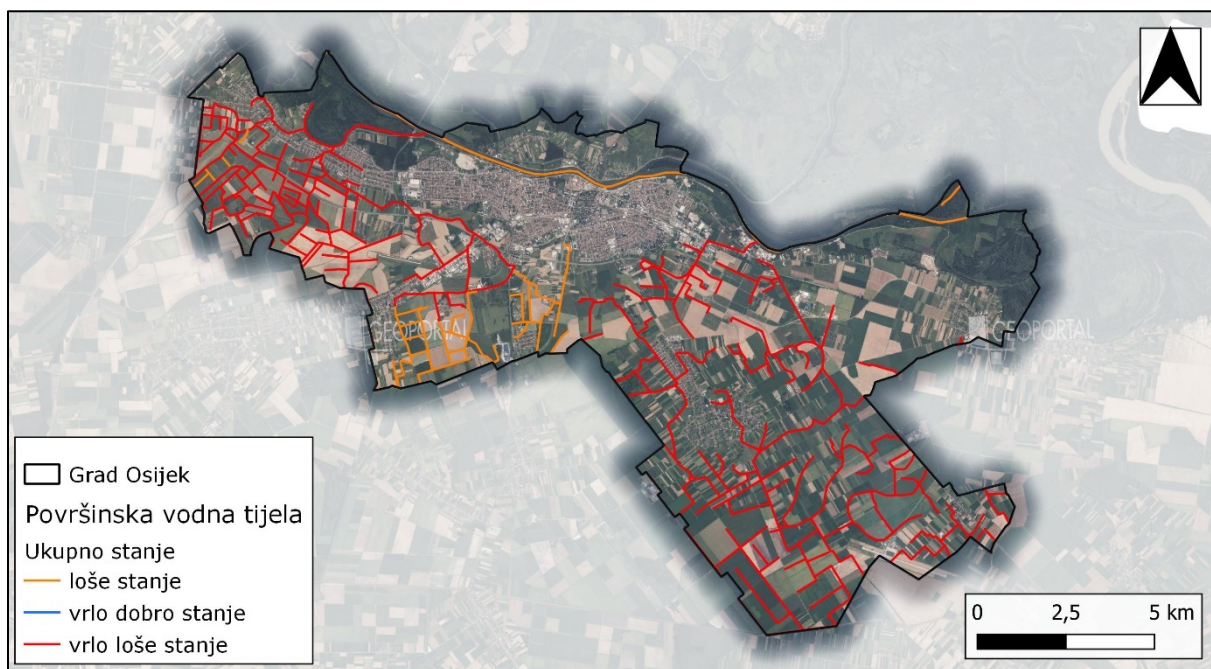 GEOPORTAL
GEOPORTAL
Grad Osijek
Površinska vodna tijela
Ukupno stanje
loše stanje
vrlo dobro stanje
vrlo loše stanje
0 2,5 5 km